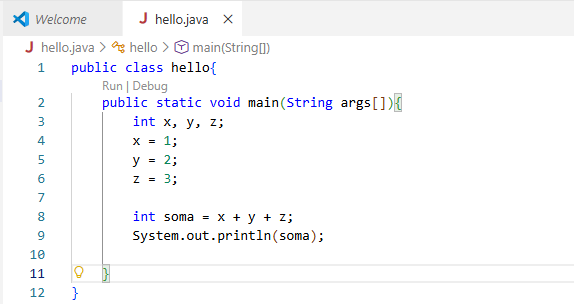 Welcome hello.java
hello.java > hello > main(String[])
1 public class hello{
Run | Debug
2     public static void main(String args[]){
3         int x, y, z;
4         x = 1;
5         y = 2;
6         z = 3;
7
8         int soma = x + y + z;
9         System.out.println(soma);
10
11     }
12 }